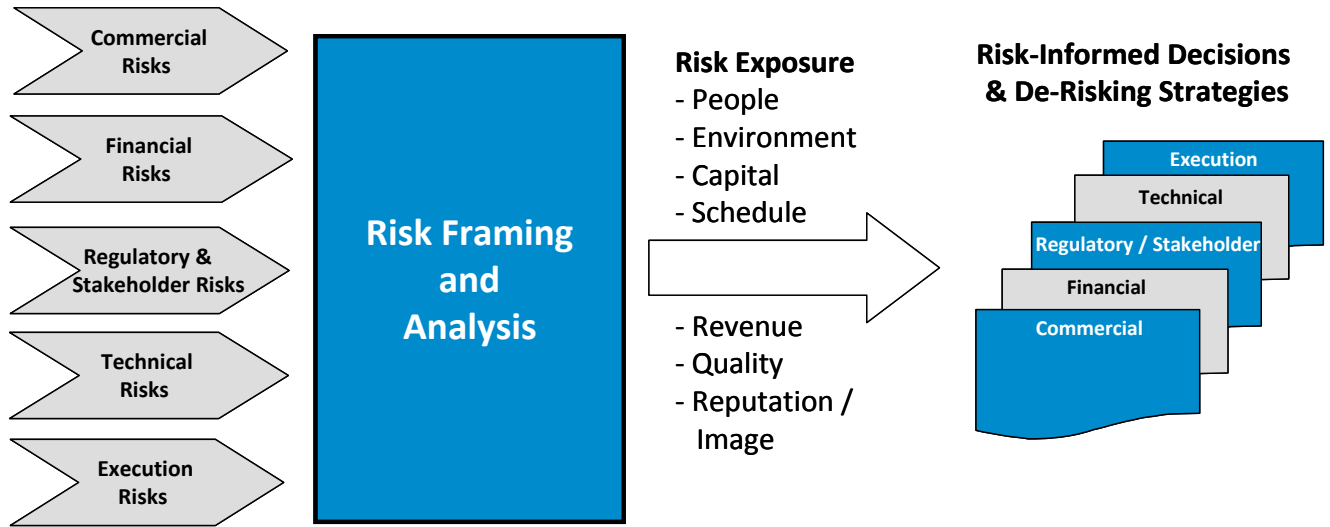 Commercial
Risks
Financial
Risks
Regulatory &
Stakeholder Risks
Technical
Risks
Execution
Risks
Risk Framing
and
Analysis
Risk Exposure
- People
- Environment
- Capital
- Schedule
- Revenue
- Quality
- Reputation /
Image
Risk-Informed Decisions
& De-Risking Strategies
Execution
Technical
Regulatory / Stakeholder
Financial
Commercial